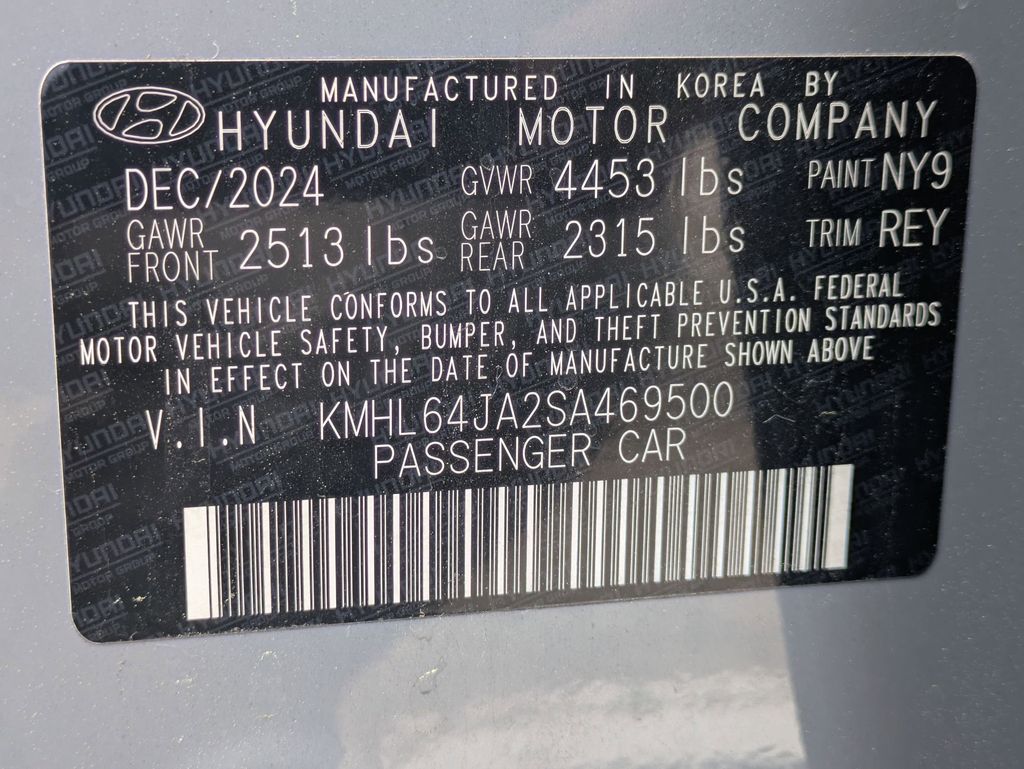 MANUFACTURED IN KOREA BY
HYUNDAI MOTOR COMPANY
DEC/2024 GVWR 4453 lbs PAINT NY9
GAWR FRONT 2513 lbs GAWR REAR 2315 lbs TRIM REY
THIS VEHICLE CONFORMS TO ALL APPLICABLE U.S.A. FEDERAL
MOTOR VEHICLE SAFETY, BUMPER, AND THEFT PREVENTION STANDARDS
IN EFFECT ON THE DATE OF MANUFACTURE SHOWN ABOVE
V.I.N KMHL64JA2SA469500
PASSENGER CAR